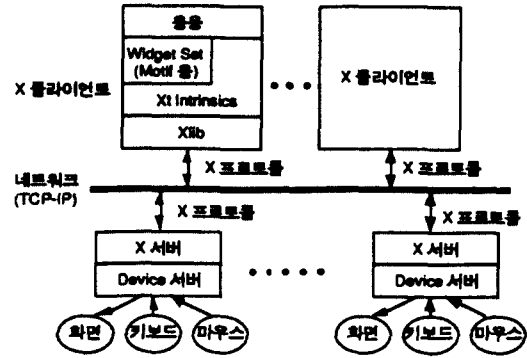 응용
Widget Set
(Motif 등)
X 클라이언트
Xt Intrinsics
Xlib
X 클라이언트
X 프로토콜
X 프로토콜
네트워크
(TCP-IP)
X 프로토콜
X 프로토콜
X 서버
Device 서버
X 서버
Device 서버
화면
키보드
마우스
화면
키보드
마우스